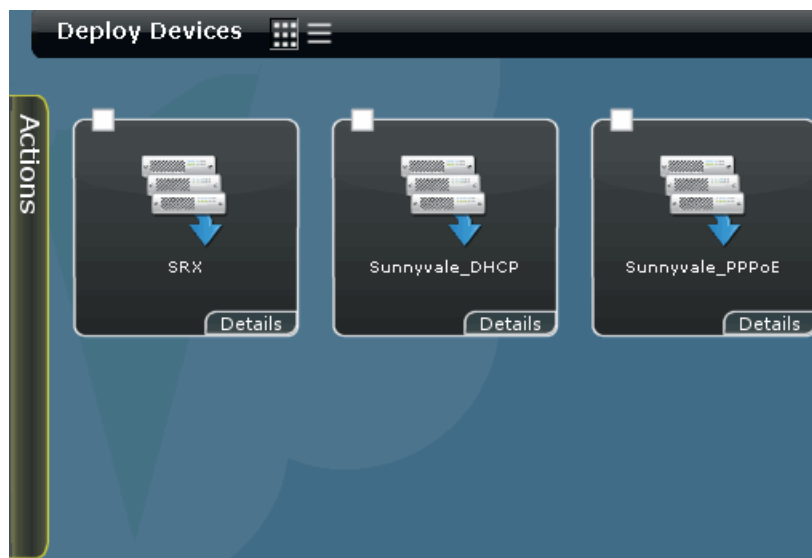 Deploy Devices
Actions
SRX
Details
Sunnyvale_DHCP
Details
Sunnyvale_PPPoE
Details